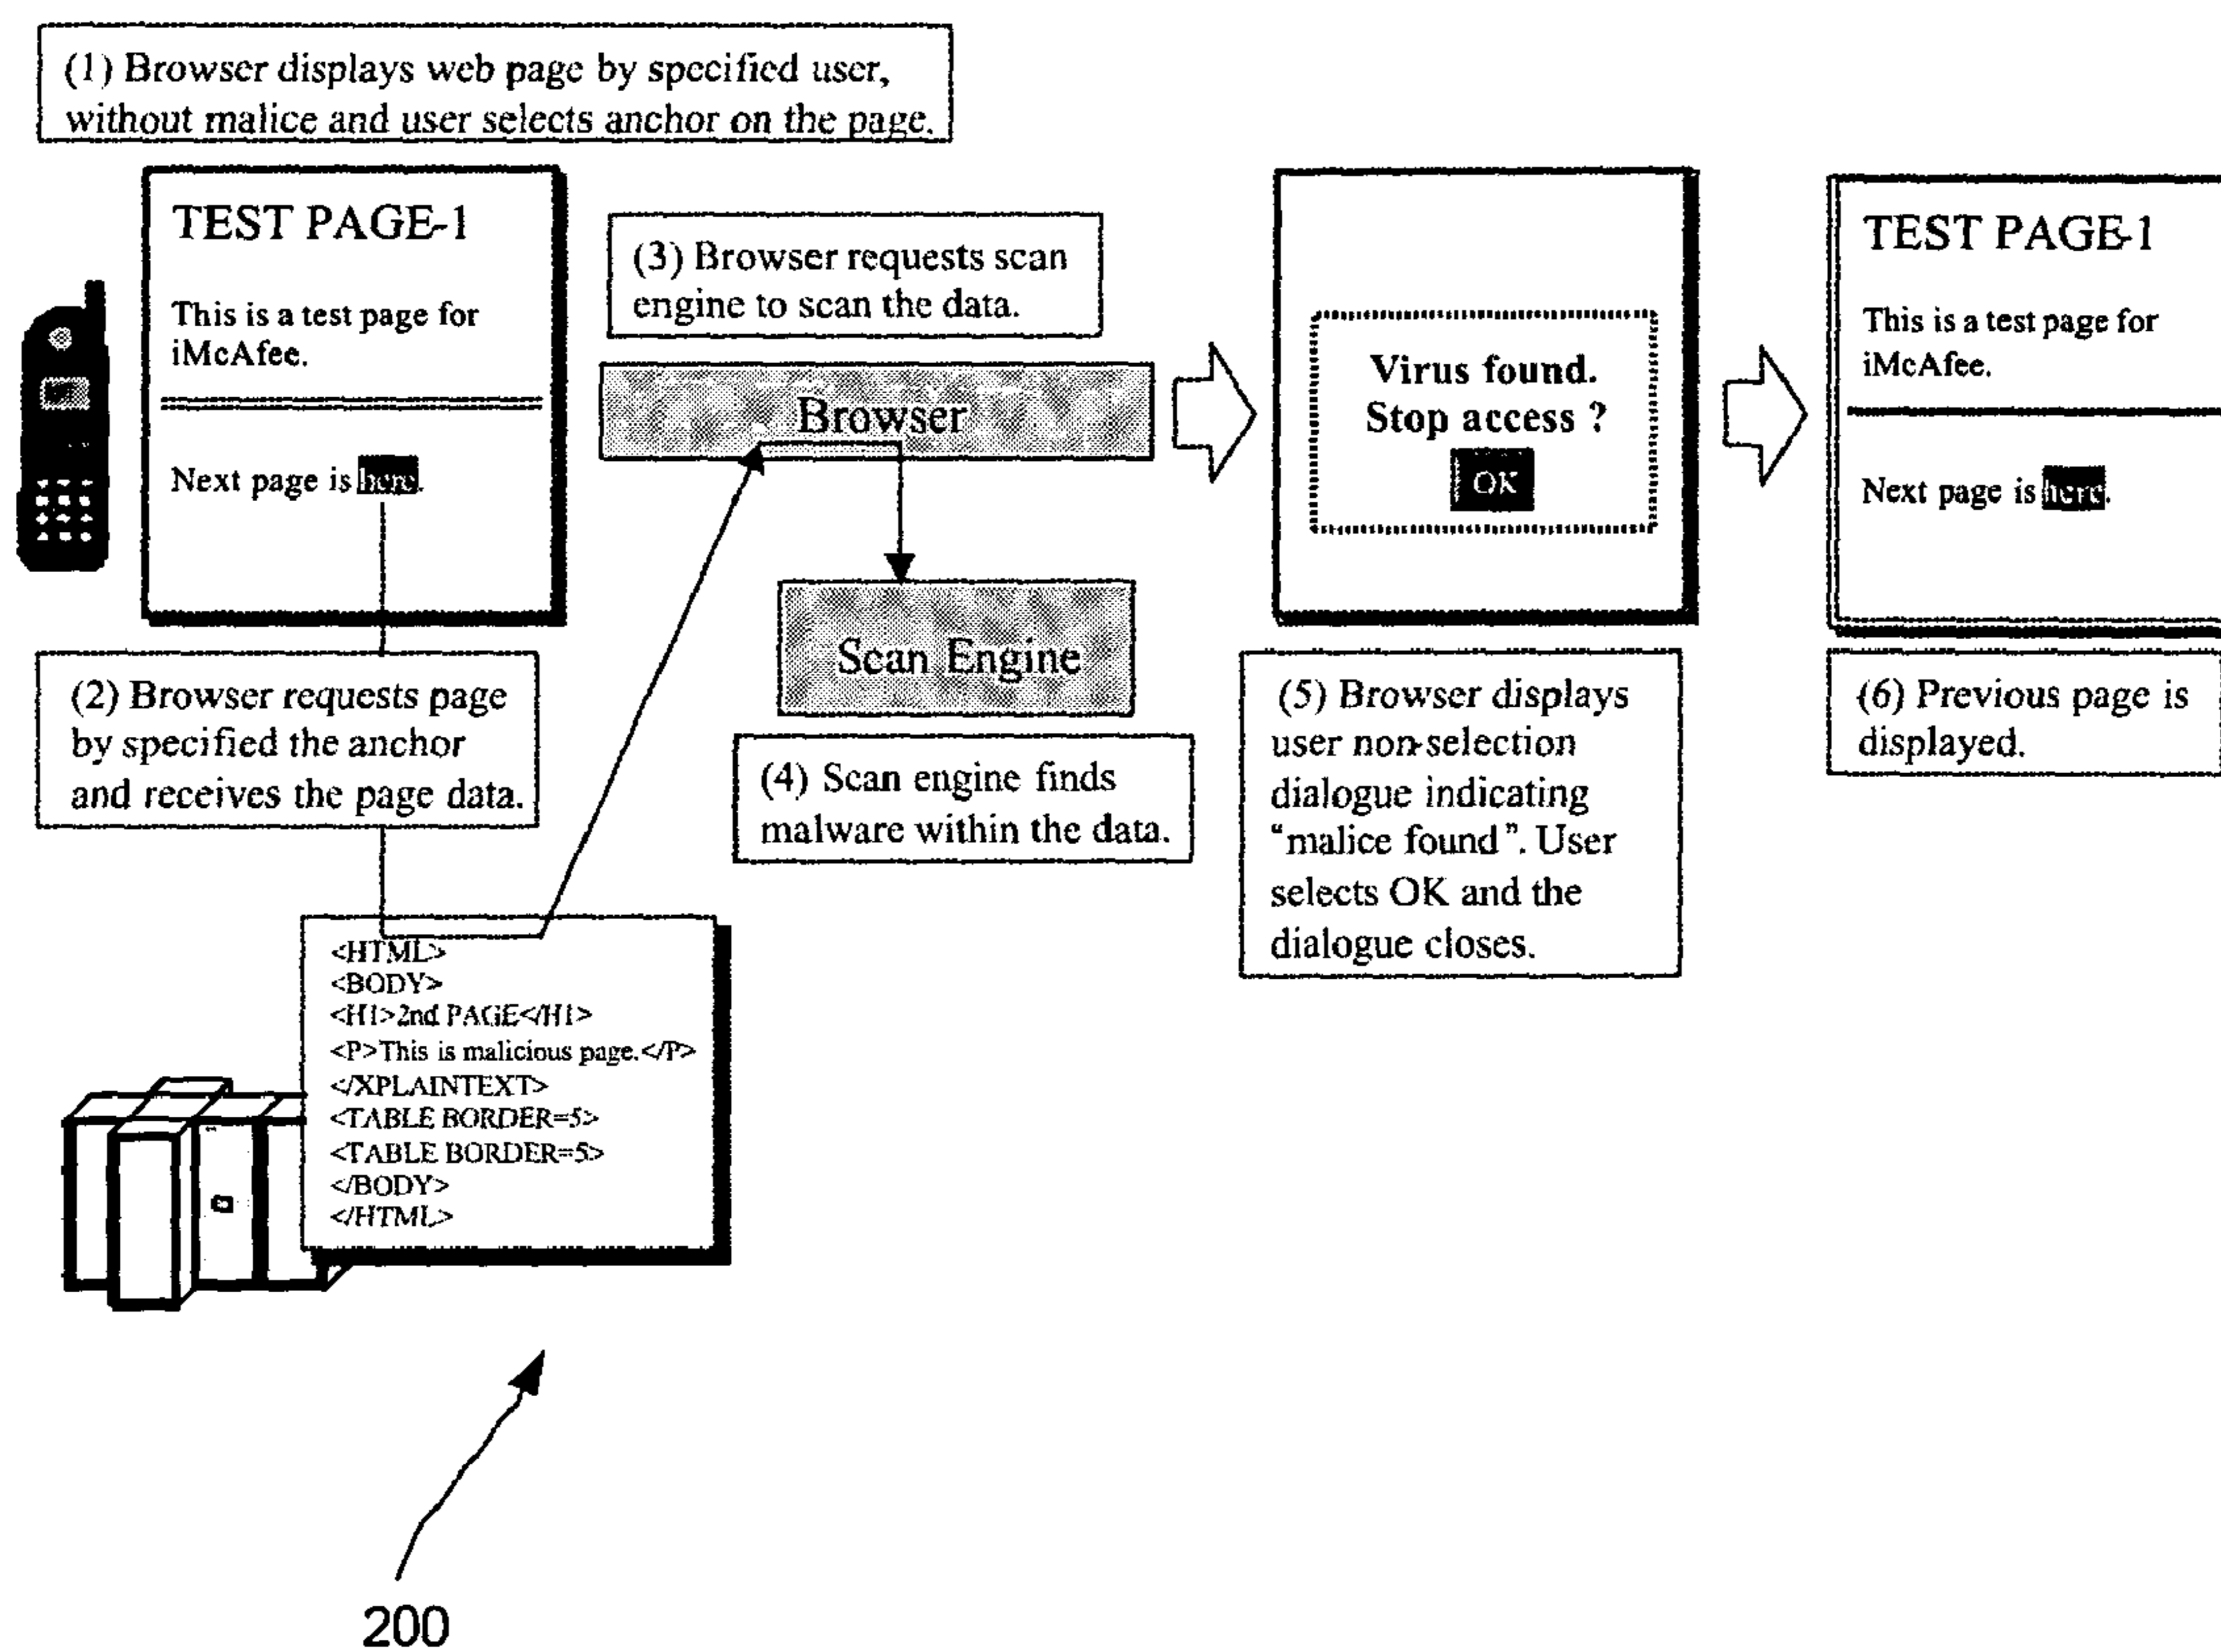 (1) Browser displays web page by specified user,
without malice and user selects anchor on the page.
TEST PAGE-1
This is a test page for
iMcAfee.
Next page is here.
(2) Browser requests page
by specified the anchor
and receives the page data.
<HTML>
<BODY>
<H1>2nd PAGE</H1>
<P>This is malicious page.</P>
</XPLAINTEXT>
<TABLE BORDER=5>
<TABLE BORDER=5>
</BODY>
</HTML>
(3) Browser requests scan
engine to scan the data.
Browser
Scan Engine
(4) Scan engine finds
malware within the data.
Virus found.
Stop access ?
OK
(5) Browser displays
user non-selection
dialogue indicating
“malice found”. User
selects OK and the
dialogue closes.
TEST PAGE-1
This is a test page for
iMcAfee.
Next page is here.
(6) Previous page is
displayed.
200